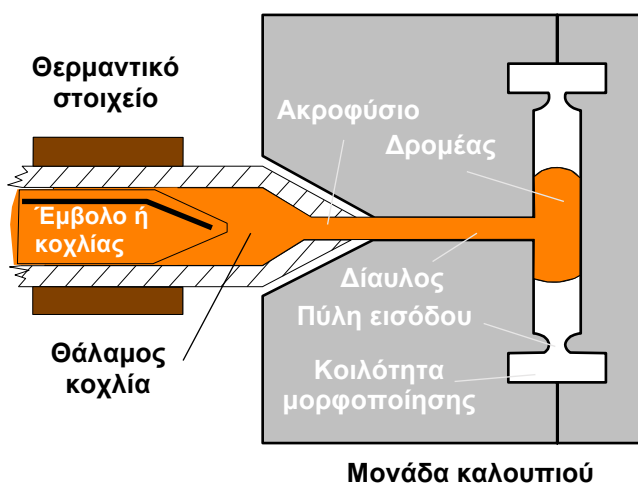 Θερμαντικό
στοιχείο
Ακροφύσιο
Δρομέας
Έμβολο ή
κοχλίας
Δίαυλος
Πύλη εισόδου
Θάλαμος
κοχλία
Κοιλότητα
μορφοποίησης
Μονάδα καλουπιού